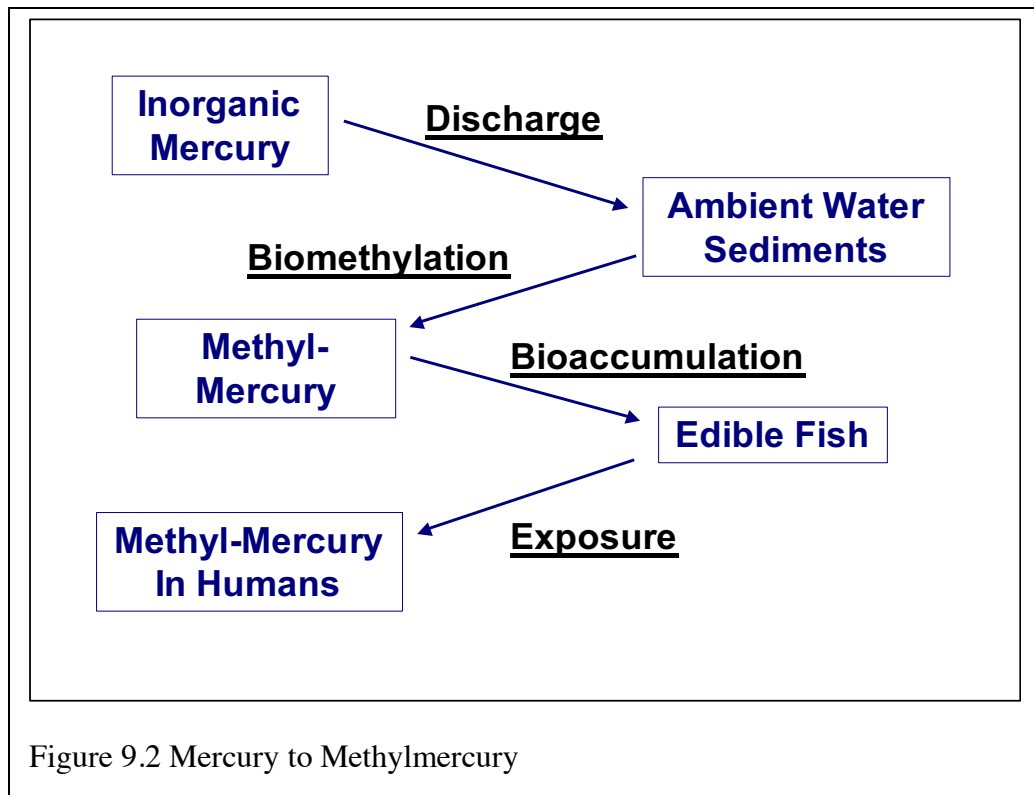 Inorganic
Mercury
Discharge
Ambient Water
Sediments
Biomethylation
Methyl-
Mercury
Bioaccumulation
Edible Fish
Exposure
Methyl-Mercury
In Humans
Figure 9.2 Mercury to Methylmercury